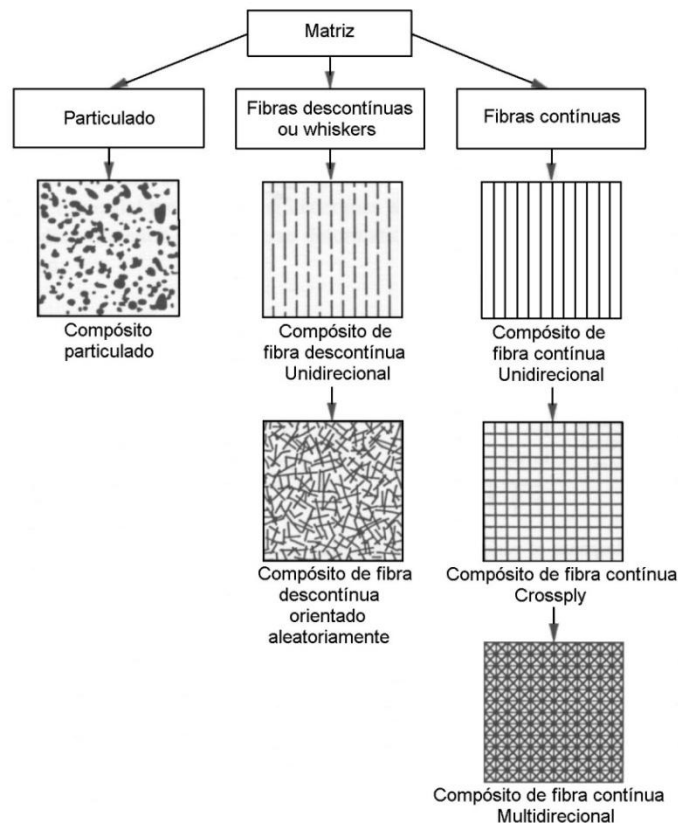 Matriz
Particulado
Fibras descontínuas
ou whiskers
Fibras contínuas
Compósito
particulado
Compósito de
fibra descontínua
Unidirecional
Compósito de
fibra contínua
Unidirecional
Compósito de fibra
descontínua
orientado
aleatoriamente
Compósito de fibra contínua
Crossply
Compósito de fibra contínua
Multidirecional